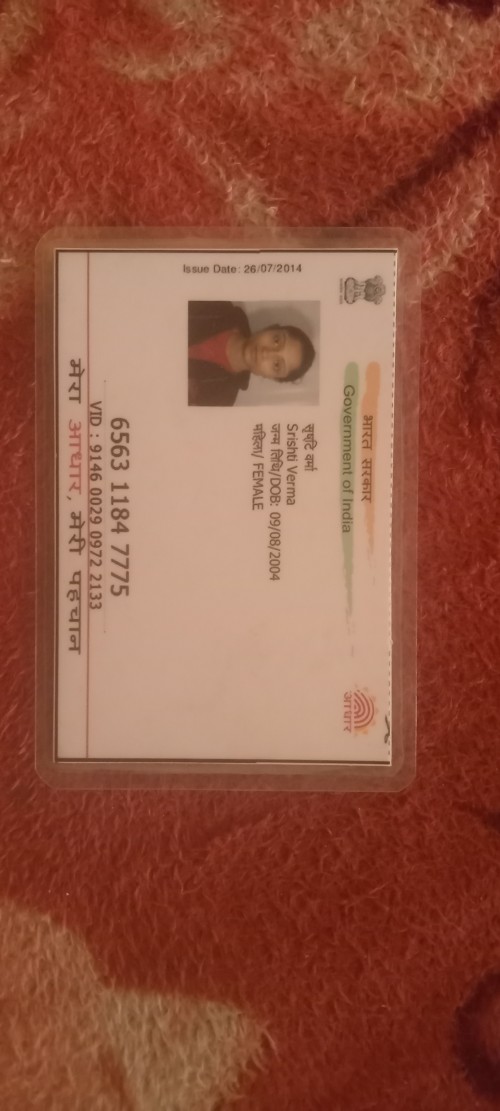 भारत सरकार
Government of India
आधार
Issue Date: 26/07/2014
सृष्टि वर्मा
Srishti Verma
जन्म तिथि/DOB: 09/08/2004
महिला/ FEMALE
6563 1184 7775
VID : 9146 0029 0972 2133
मेरा आधार, मेरी पहचान